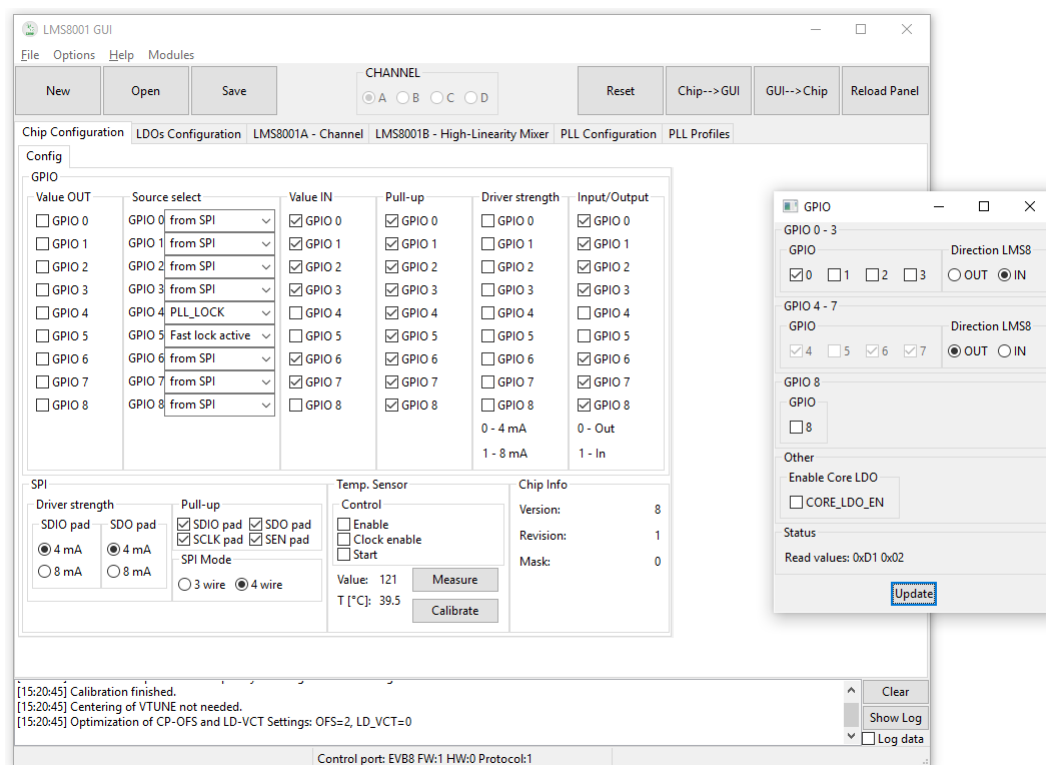 LMS8001 GUI
File Options Help Modules
New Open Save
CHANNEL
A B C D
Reset Chip-->GUI GUI-->Chip Reload Panel
Chip Configuration LDOs Configuration LMS8001A - Channel LMS8001B - High-Linearity Mixer PLL Configuration PLL Profiles
Config
GPIO
Value OUT Source select Value IN Pull-up Driver strength Input/Output
GPIO 0 GPIO 0 from SPI GPIO 0 GPIO 0 GPIO 0 GPIO 0
GPIO 1 GPIO 1 from SPI GPIO 1 GPIO 1 GPIO 1 GPIO 1
GPIO 2 GPIO 2 from SPI GPIO 2 GPIO 2 GPIO 2 GPIO 2
GPIO 3 GPIO 3 from SPI GPIO 3 GPIO 3 GPIO 3 GPIO 3
GPIO 4 GPIO 4 PLL_LOCK GPIO 4 GPIO 4 GPIO 4 GPIO 4
GPIO 5 GPIO 5 Fast lock active GPIO 5 GPIO 5 GPIO 5 GPIO 5
GPIO 6 GPIO 6 from SPI GPIO 6 GPIO 6 GPIO 6 GPIO 6
GPIO 7 GPIO 7 from SPI GPIO 7 GPIO 7 GPIO 7 GPIO 7
GPIO 8 GPIO 8 from SPI GPIO 8 GPIO 8 GPIO 8 GPIO 8
0 - 4 mA 0 - Out
1 - 8 mA 1 - In
SPI
Driver strength
SDIO pad SDO pad
4 mA 4 mA
8 mA 8 mA
Pull-up
SDIO pad SDO pad
SCLK pad SEN pad
SPI Mode
3 wire 4 wire
Temp. Sensor
Control
Enable
Clock enable
Start
Value: 121 Measure
T [°C]: 39.5 Calibrate
Chip Info
Version: 8
Revision: 1
Mask: 0
[15:20:45] Calibration finished.
[15:20:45] Centering of VTUNE not needed.
[15:20:45] Optimization of CP-OFS and LD-VCT Settings: OFS=2, LD_VCT=0
Clear
Show Log
Log data
Control port: EVB8 FW:1 HW:0 Protocol:1
GPIO
GPIO 0 - 3
GPIO Direction LMS8
0 1 2 3 OUT IN
GPIO 4 - 7
GPIO Direction LMS8
4 5 6 7 OUT IN
GPIO 8
GPIO
8
Other
Enable Core LDO
CORE_LDO_EN
Status
Read values: 0xD1 0x02
Update